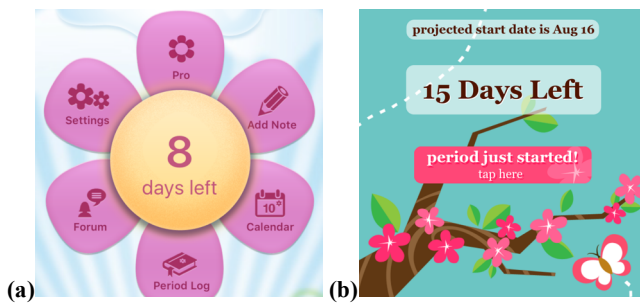 Pro
Settings
Add Note
8
days left
Forum
10
Calendar
Period Log
(a)
projected start date is Aug 16
15 Days Left
period just started!
tap here
(b)